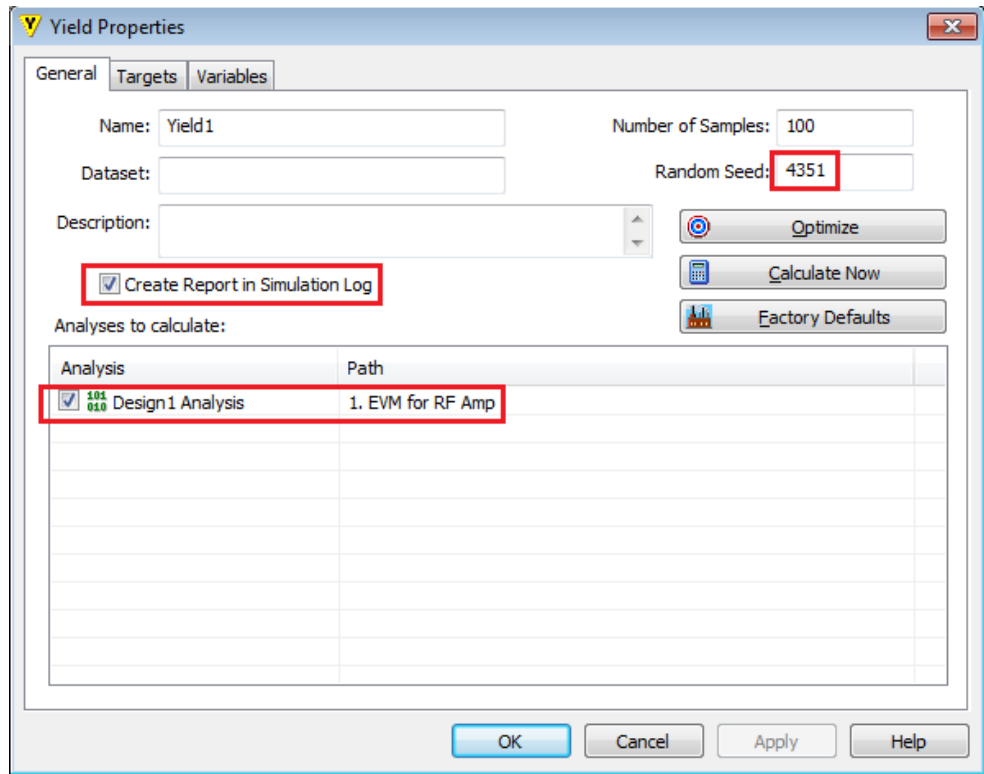 Yield Properties
General Targets Variables
Name: Yield1 Number of Samples: 100
Dataset: Random Seed: 4351
Description: Optimize
Create Report in Simulation Log Calculate Now
Analyses to calculate: Factory Defaults
Analysis Path
101
010 Design1 Analysis 1. EVM for RF Amp
OK Cancel Apply Help